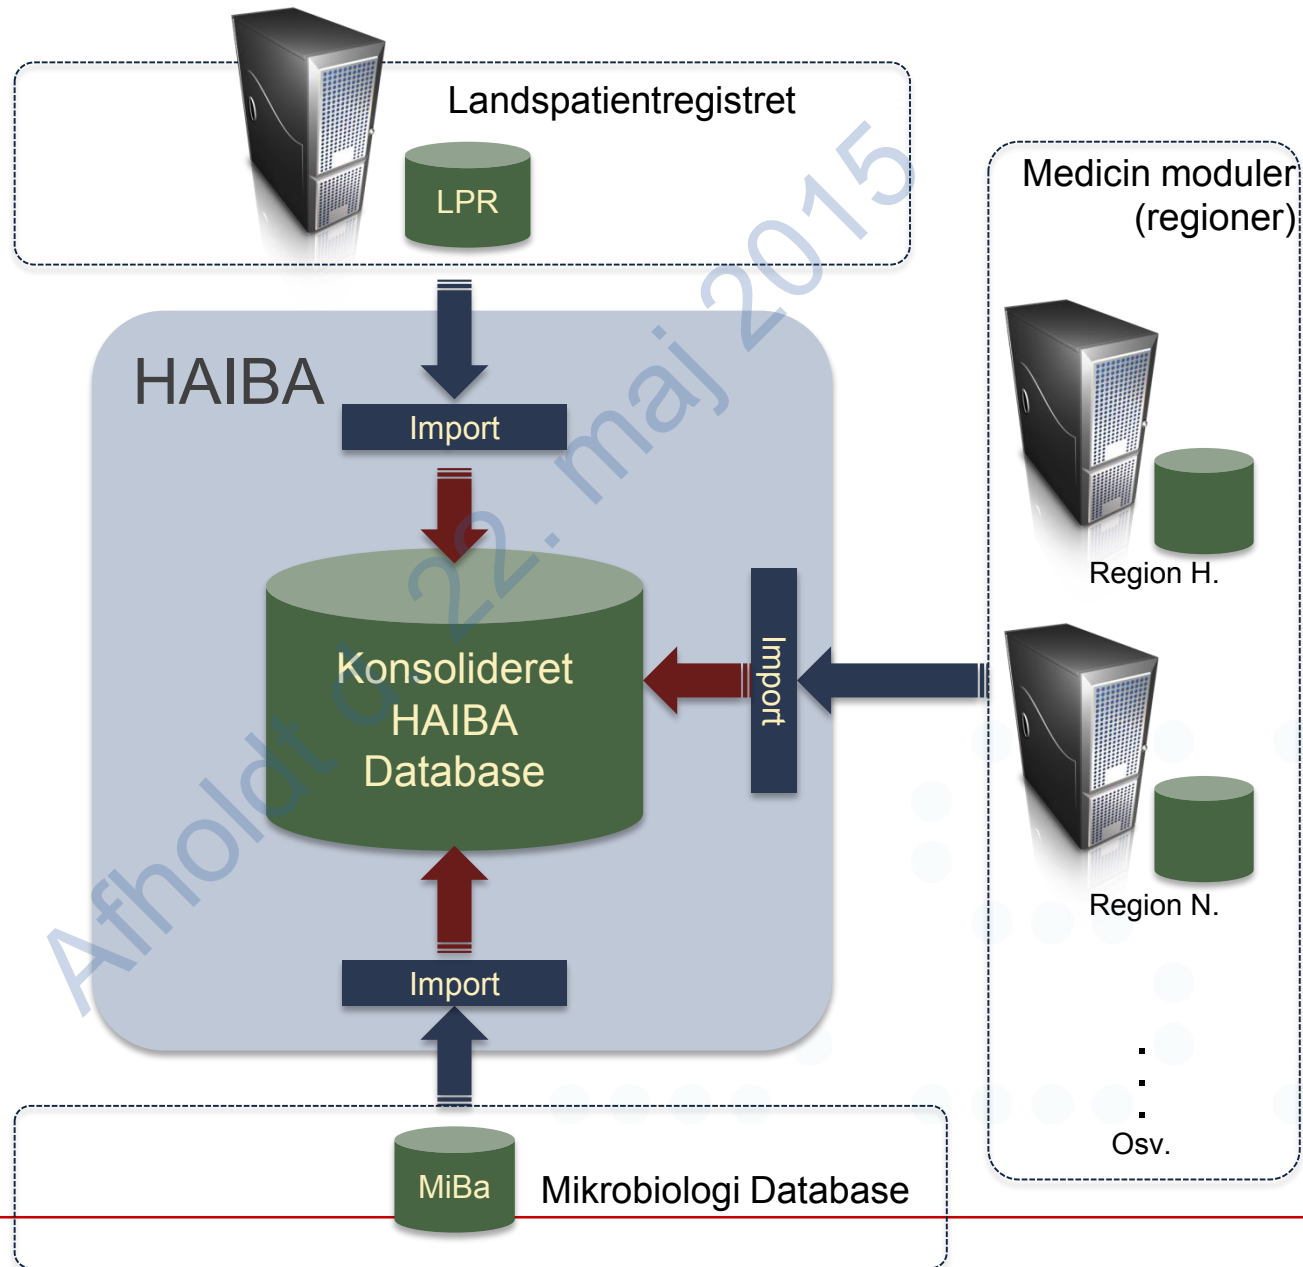 Landspatientregistret
LPR
Medicin moduler
(regioner)
HAIBA
Import
Konsolideret
HAIBA
Database
Import
Region H.
Region N.
Import
.
.
.
Osv.
MiBa
Mikrobiologi Database
Afholdt d. 22. maj 2015